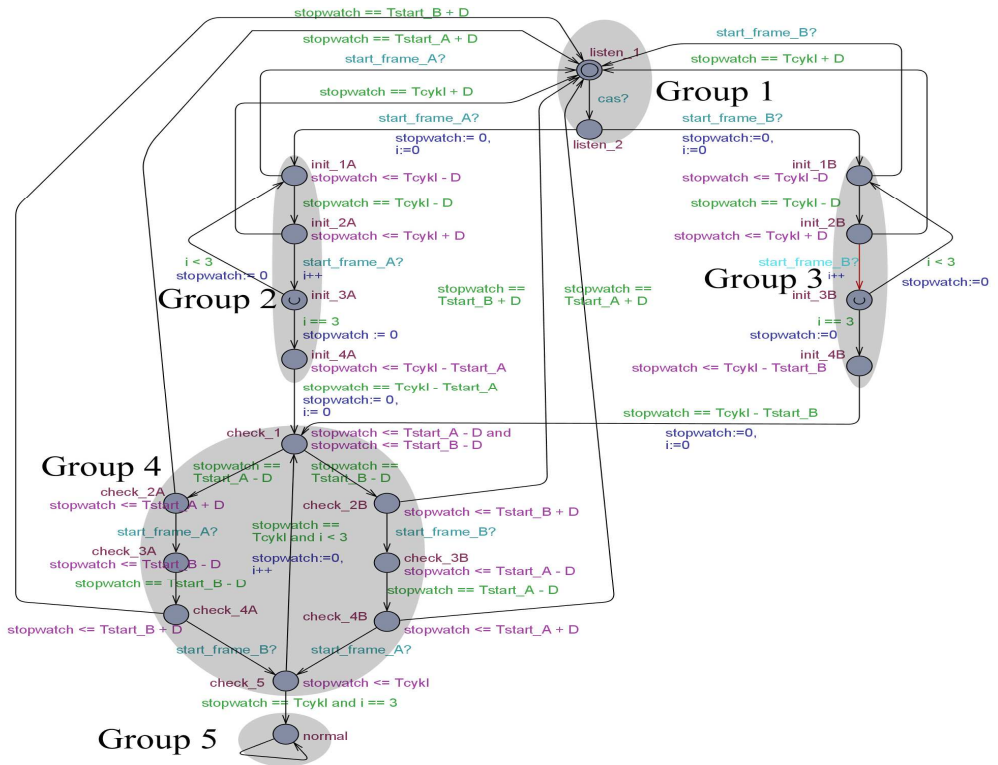 stopwatch == Tstart_B + D
stopwatch == Tstart_A + D
start_frame_A?
stopwatch == Tcykl + D
listen_1
start_frame_B?
stopwatch == Tcykl + D
Group 1
cas?
listen_2
start_frame_A?
stopwatch:= 0,
i:=0
start_frame_B?
stopwatch:=0,
i:=0
init_1A
stopwatch <= Tcykl - D
stopwatch == Tcykl - D
init_2A
stopwatch <= Tcykl + D
start_frame_A?
i++
i < 3
stopwatch:= 0
Group 2
init_3A
i == 3
stopwatch := 0
init_4A
stopwatch <= Tcykl - Tstart_A
stopwatch == Tcykl - Tstart_A
stopwatch:= 0,
i:= 0
stopwatch ==
Tstart_B + D
stopwatch ==
Tstart_A + D
init_1B
stopwatch <= Tcykl -D
stopwatch == Tcykl - D
init_2B
stopwatch <= Tcykl + D
start_frame_B?
i++
Group 3
init_3B
i < 3
stopwatch:=0
i == 3
stopwatch:=0
init_4B
stopwatch <= Tcykl - Tstart_B
stopwatch == Tcykl - Tstart_B
stopwatch:=0,
i:=0
check_1
stopwatch <= Tstart_A - D and
stopwatch <= Tstart_B - D
Group 4
stopwatch ==
Tstart_A - D
stopwatch ==
Tstart_B - D
check_2A
stopwatch <= Tstart_A + D
check_2B
stopwatch <= Tstart_B + D
start_frame_A?
stopwatch ==
Tcykl and i < 3
stopwatch:=0,
i++
start_frame_B?
check_3A
stopwatch <= Tstart_B - D
check_3B
stopwatch <= Tstart_A - D
stopwatch == Tstart_B - D
stopwatch == Tstart_A - D
check_4A
stopwatch <= Tstart_B + D
check_4B
stopwatch <= Tstart_A + D
start_frame_B?
start_frame_A?
check_5
stopwatch <= Tcykl
stopwatch == Tcykl and i == 3
Group 5
normal